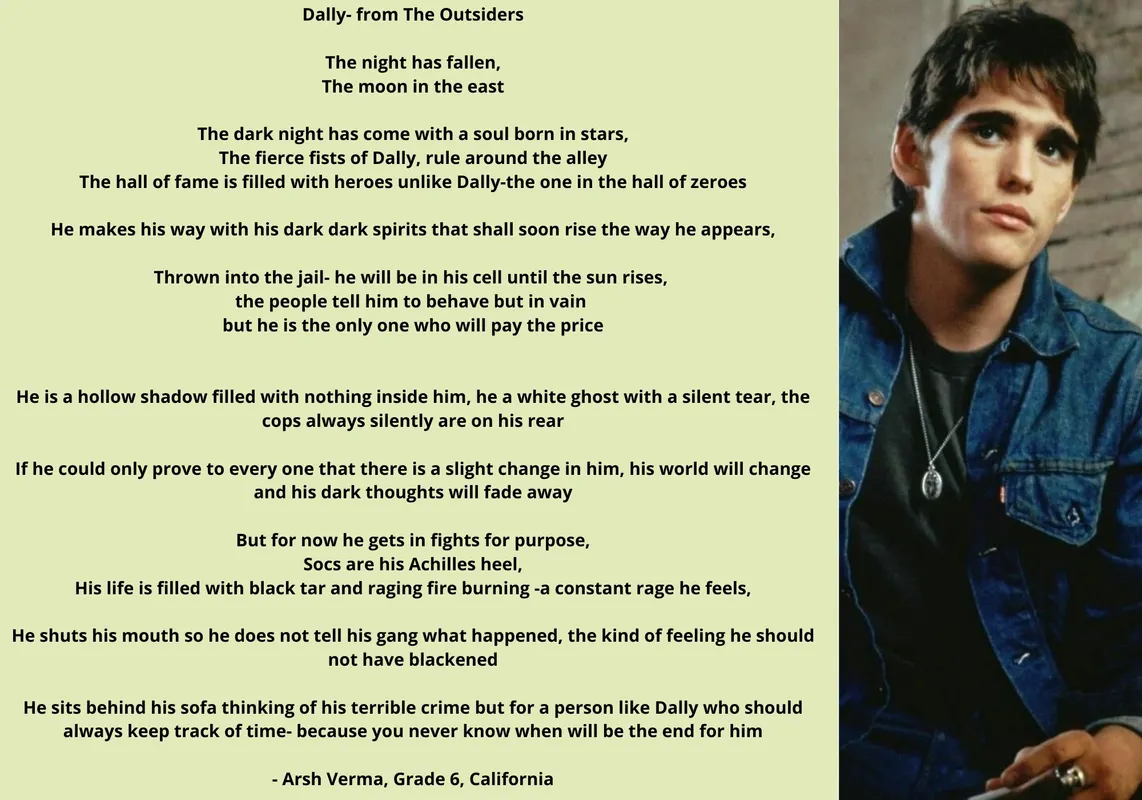 Dally- from The Outsiders
The night has fallen,
The moon in the east
The dark night has come with a soul born in stars,
The fierce fists of Dally, rule around the alley
The hall of fame is filled with heroes unlike Dally-the one in the hall of zeroes
He makes his way with his dark dark spirits that shall soon rise the way he appears,
Thrown into the jail- he will be in his cell until the sun rises,
the people tell him to behave but in vain
but he is the only one who will pay the price
He is a hollow shadow filled with nothing inside him, he a white ghost with a silent tear, the
cops always silently are on his rear
If he could only prove to every one that there is a slight change in him, his world will change
and his dark thoughts will fade away
But for now he gets in fights for purpose,
Socs are his Achilles heel,
His life is filled with black tar and raging fire burning -a constant rage he feels,
He shuts his mouth so he does not tell his gang what happened, the kind of feeling he should
not have blackened
He sits behind his sofa thinking of his terrible crime but for a person like Dally who should
always keep track of time- because you never know when will be the end for him
- Arsh Verma, Grade 6, California